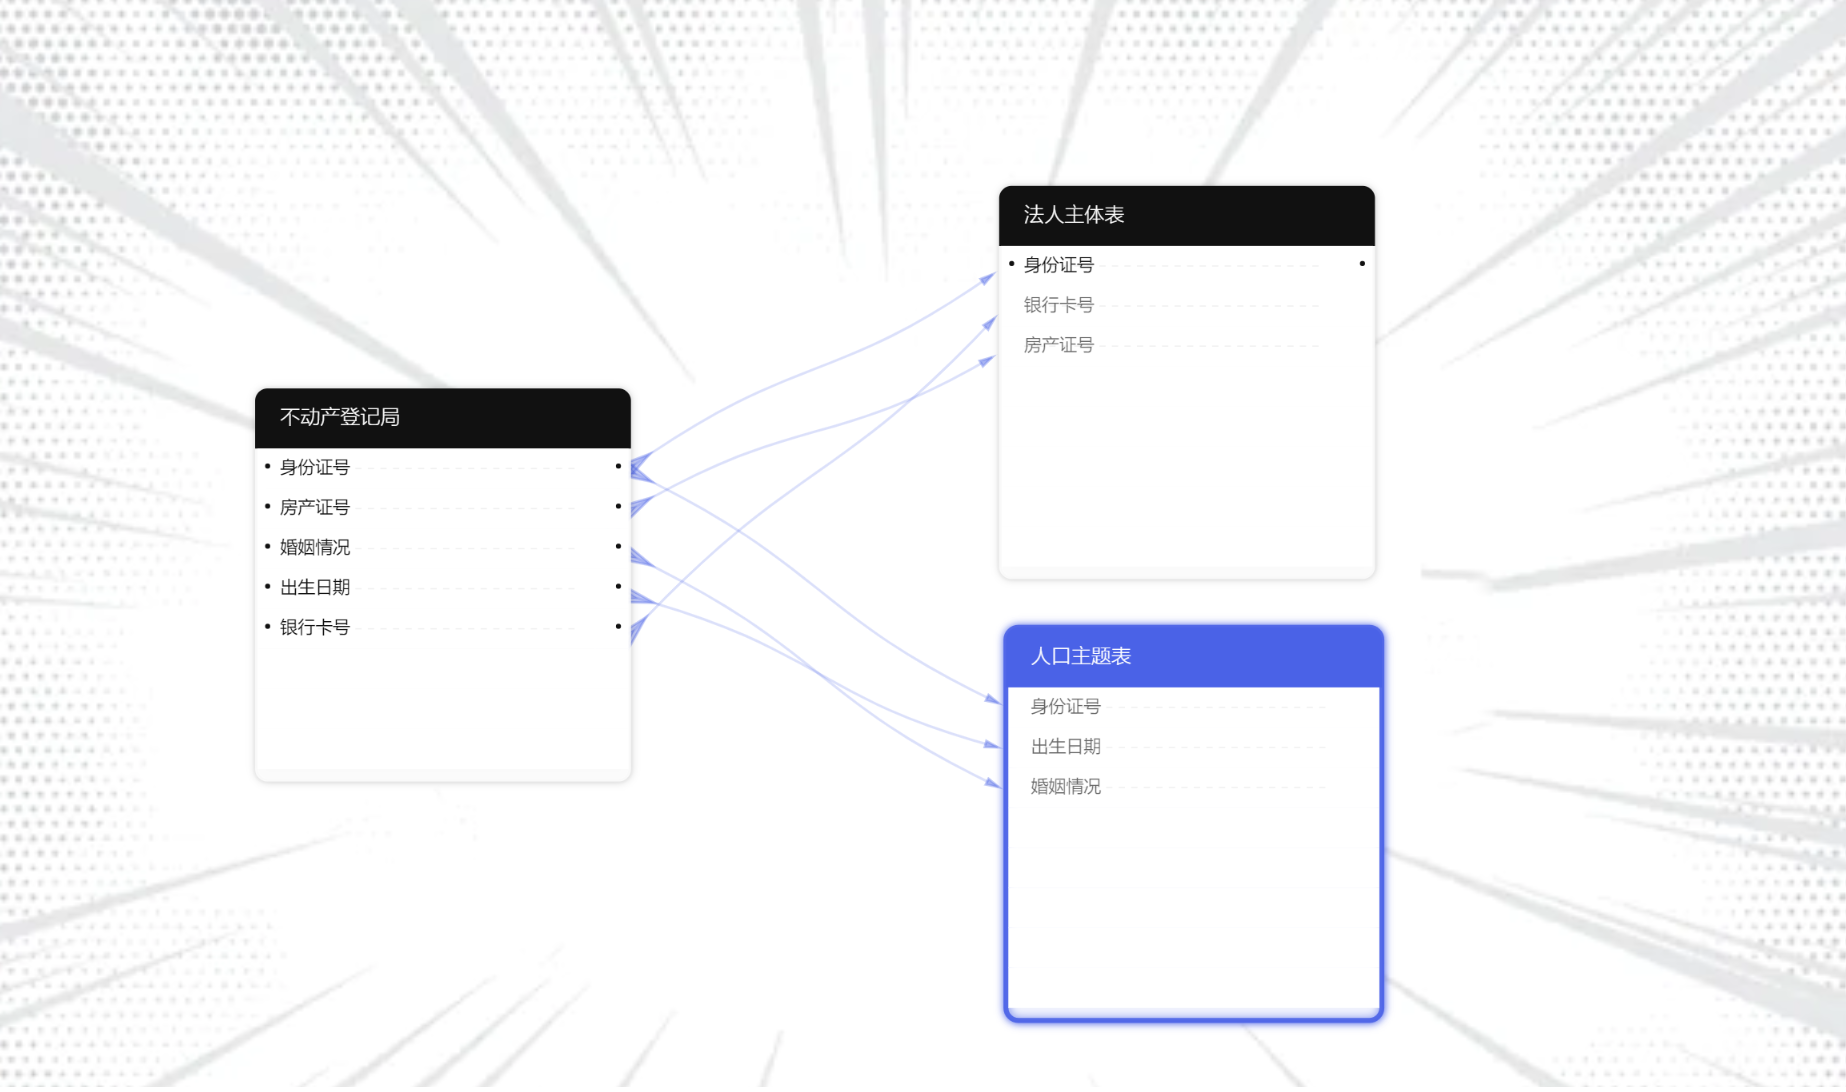 不动产登记局
身份证号
房产证号
婚姻情况
出生日期
银行卡号
法人主体表
身份证号
银行卡号
房产证号
人口主题表
身份证号
出生日期
婚姻情况